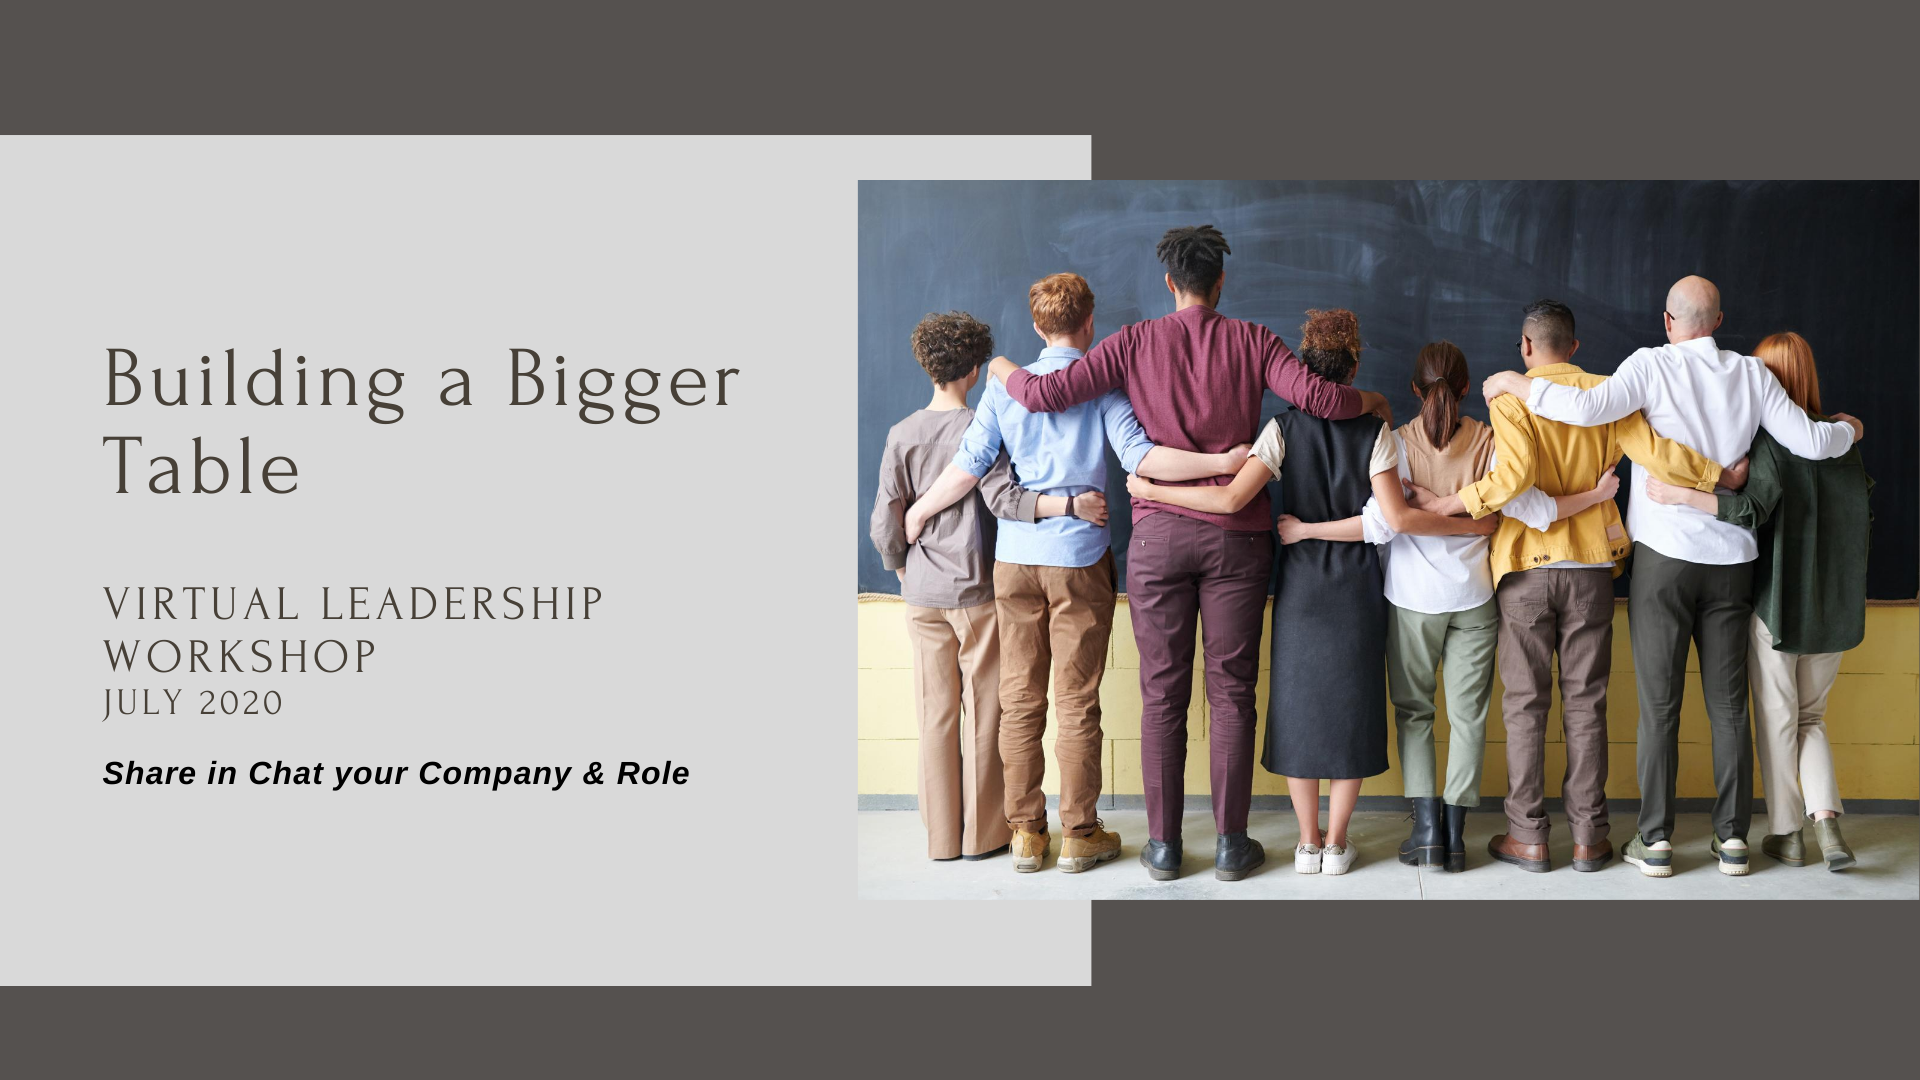 Building a Bigger
Table
VIRTUAL LEADERSHIP
WORKSHOP
JULY 2020
Share in Chat your Company & Role